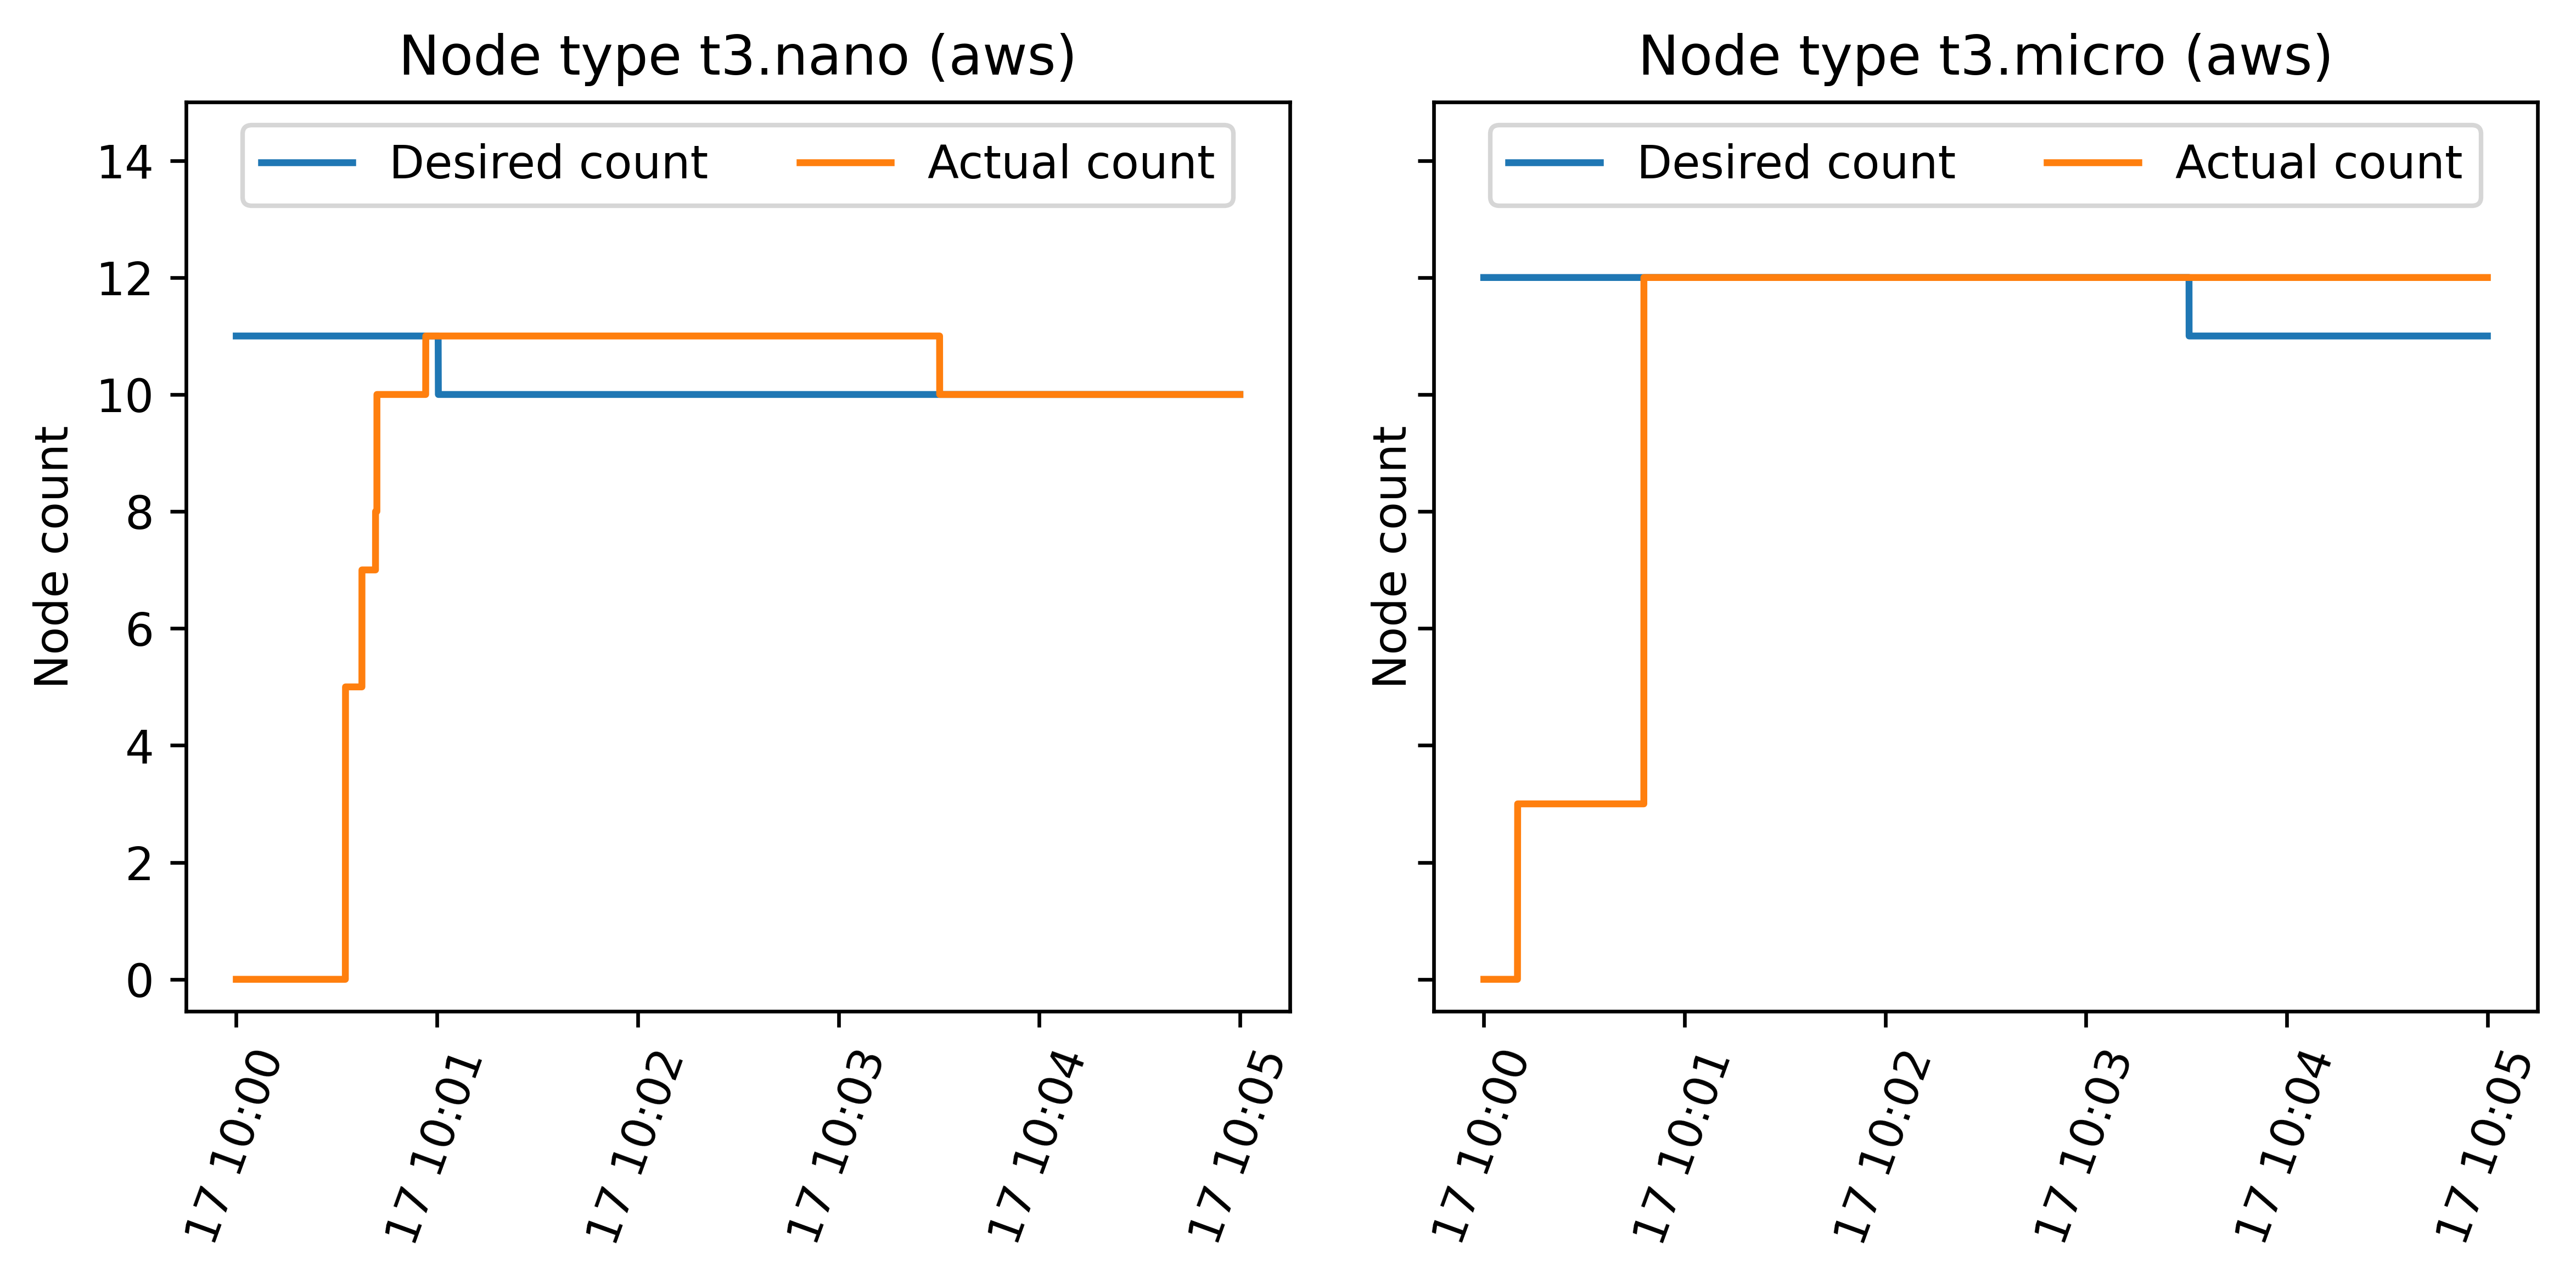 Node type t3.nano (aws)
Desired count
Actual count
Node count
14
12
10
8
6
4
2
0
17 10:00
17 10:01
17 10:02
17 10:03
17 10:04
17 10:05
Node type t3.micro (aws)
Desired count
Actual count
Node count
17 10:00
17 10:01
17 10:02
17 10:03
17 10:04
17 10:05